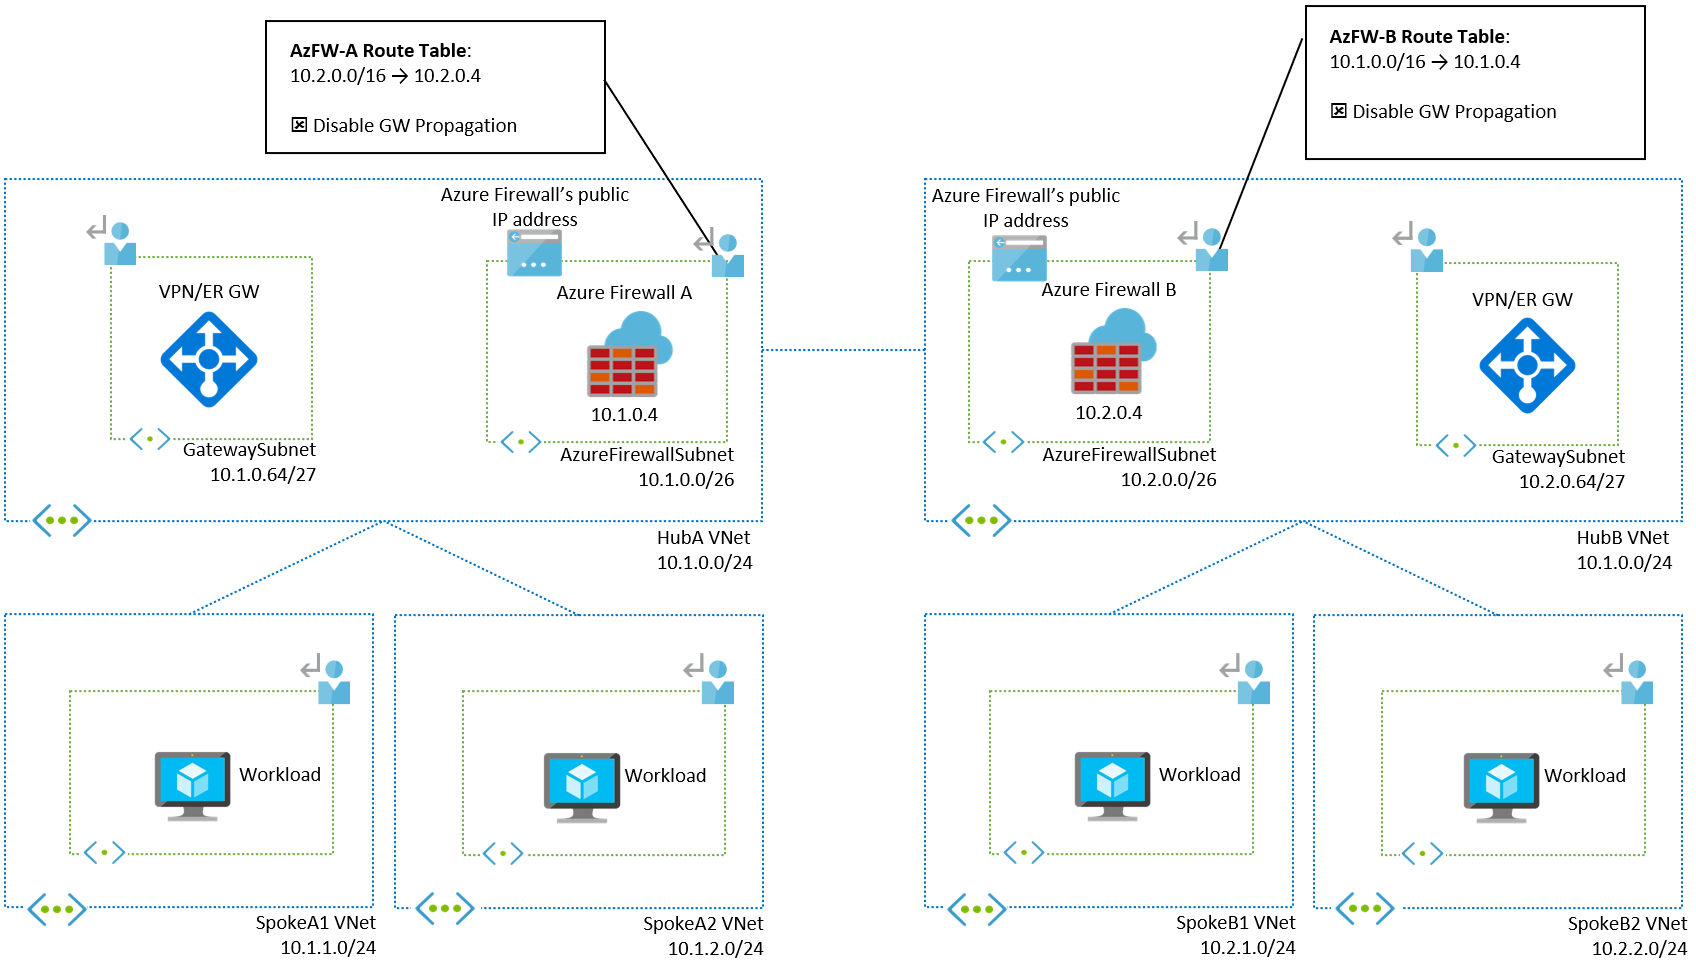 AzFW-A Route Table:
10.2.0.0/16 → 10.2.0.4
☒ Disable GW Propagation
AzFW-B Route Table:
10.1.0.0/16 → 10.1.0.4
☒ Disable GW Propagation
Azure Firewall’s public
IP address
VPN/ER GW
Azure Firewall A
10.1.0.4
GatewaySubnet
10.1.0.64/27
AzureFirewallSubnet
10.1.0.0/26
HubA VNet
10.1.0.0/24
Azure Firewall’s public
IP address
Azure Firewall B
VPN/ER GW
10.2.0.4
AzureFirewallSubnet
10.2.0.0/26
GatewaySubnet
10.2.0.64/27
HubB VNet
10.1.0.0/24
Workload
SpokeA1 VNet
10.1.1.0/24
Workload
SpokeA2 VNet
10.1.2.0/24
Workload
SpokeB1 VNet
10.2.1.0/24
Workload
SpokeB2 VNet
10.2.2.0/24